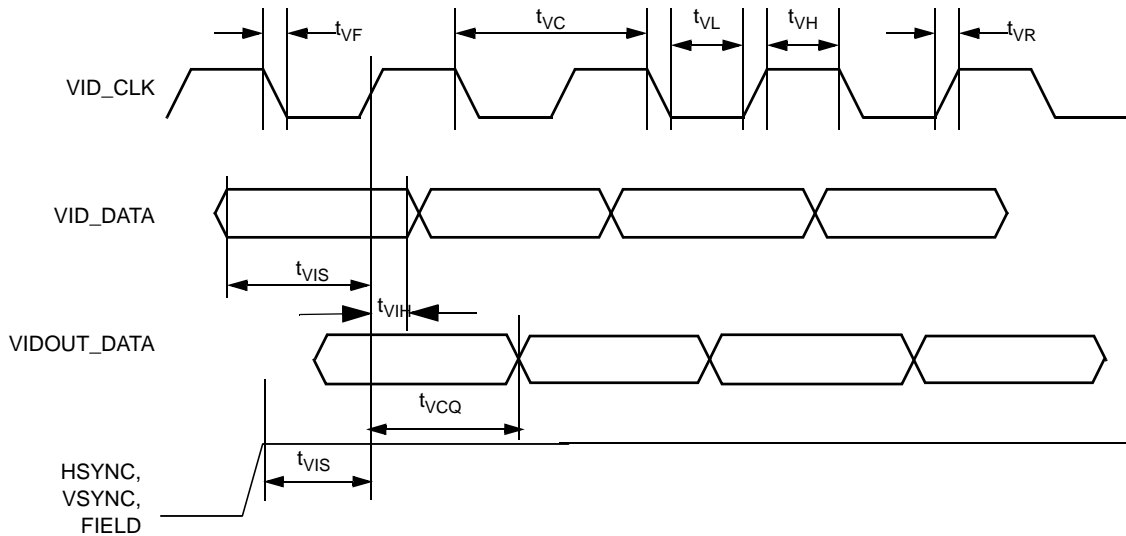 tVF
tVC
tVL
tVH
tVR
VID_CLK
VID_DATA
tVIS
tVIH
VIDOUT_DATA
tVCQ
tVIS
HSYNC,
VSYNC,
FIELD